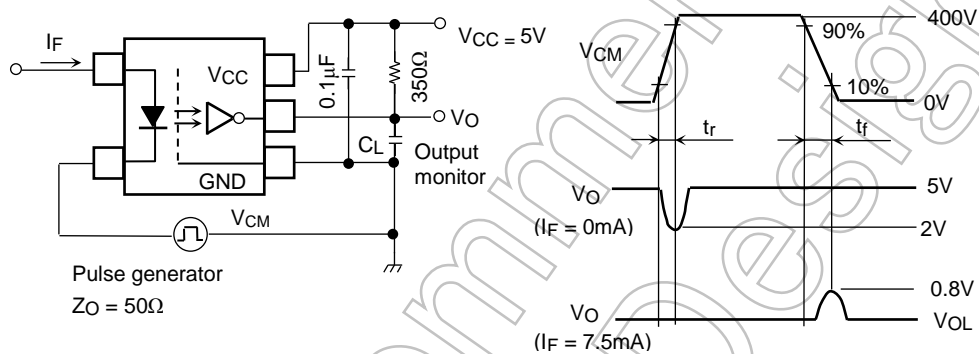 IF
VCC
GND
0.1μF
350Ω
VCC = 5V
VO
CL
Output
monitor
VCM
Pulse generator
ZO = 50Ω
VCM
400V
90%
10%
0V
tr
tf
VO
(IF = 0mA)
5V
2V
VO
(IF = 7.5mA)
0.8V
VOL
Desig